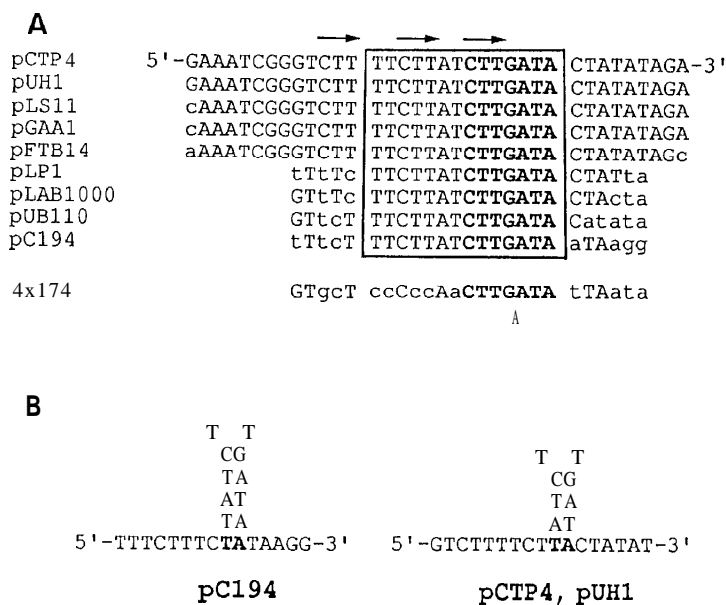 A
pCTP4 5'-GAAATCGGGTCTT TTCTTATCTTGATA CTATATAGA-3'
pUH1 GAAATCGGGTCTT TTCTTATCTTGATA CTATATAGA
pLS11 cAAATCGGGTCTT TTCTTATCTTGATA CTATATAGA
pGAA1 cAAATCGGGTCTT TTCTTATCTTGATA CTATATAGA
pFTB14 aAAATCGGGTCTT TTCTTATCTTGATA CTATATAGc
pLP1 tTtTc TTCTTATCTTGATA CTATta
pLAB1000 GTtTc TTCTTATCTTGATA CTActa
pUB110 GTtcT TTCTTATCTTGATA Catata
pC194 tTtcT TTCTTATCTTGATA aTAagg
4x174 GTgcT ccCccAaCTTGATA tTAata
A
B
T T
CG
TA
AT
TA
5'-TTTCTTTCTATAAGG-3'
pC194
T T
CG
TA
AT
5'-GTCTTTTCTTACTATAT-3'
pCTP4, pUH1